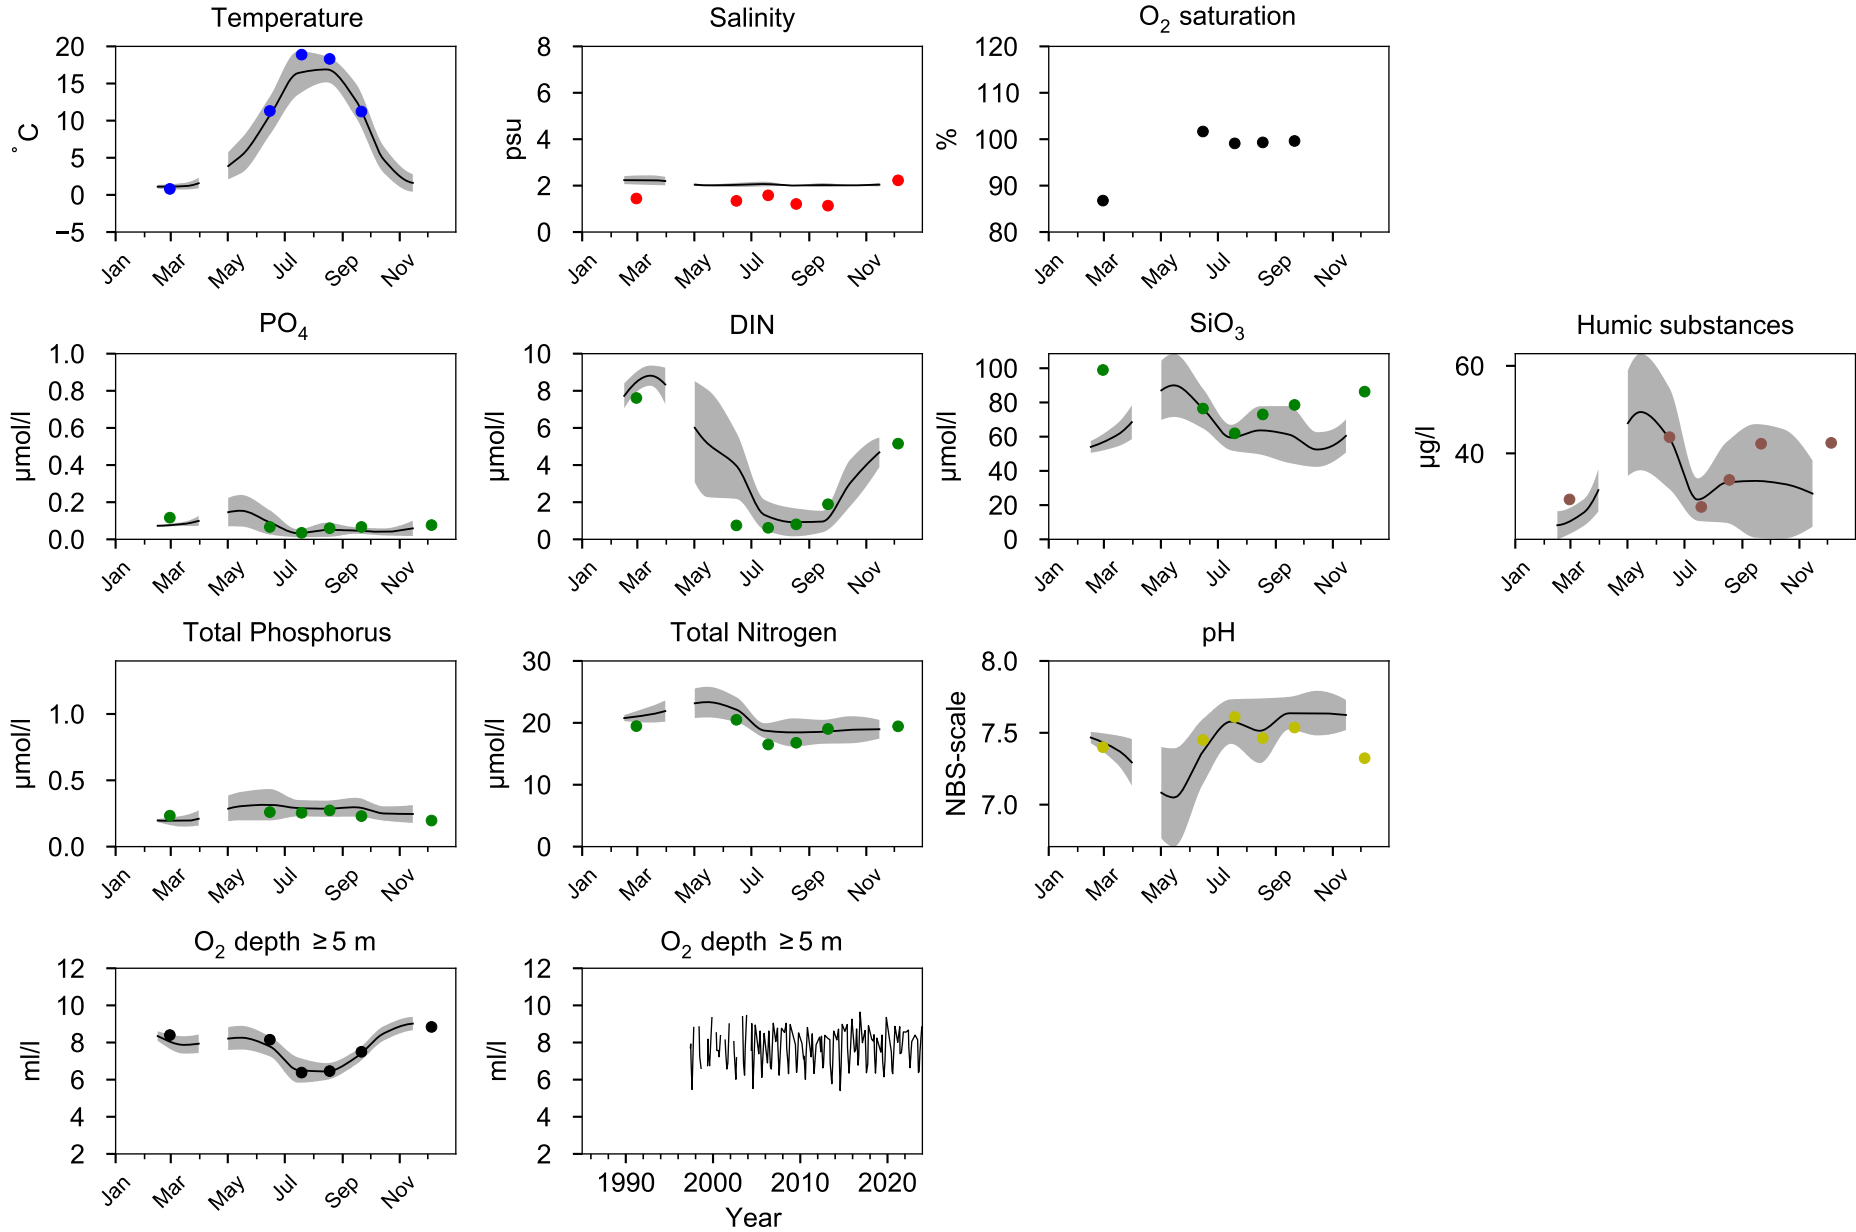 Temperature
20
15
10
5
0
−5
˚C
Jan Mar May Jul Sep Nov
Salinity
8
6
4
2
0
psu
Jan Mar May Jul Sep Nov
O2 saturation
120
110
100
90
80
%
Jan Mar May Jul Sep Nov
PO4
1.0
0.8
0.6
0.4
0.2
0.0
µmol/l
Jan Mar May Jul Sep Nov
DIN
10
8
6
4
2
0
µmol/l
Jan Mar May Jul Sep Nov
SiO3
100
80
60
40
20
0
µmol/l
Jan Mar May Jul Sep Nov
Humic substances
60
40
µg/l
Jan Mar May Jul Sep Nov
Total Phosphorus
1.0
0.5
0.0
µmol/l
Jan Mar May Jul Sep Nov
Total Nitrogen
30
20
10
0
µmol/l
Jan Mar May Jul Sep Nov
pH
8.0
7.5
7.0
NBS-scale
Jan Mar May Jul Sep Nov
O2 depth ≥ 5 m
12
10
8
6
4
2
ml/l
Jan Mar May Jul Sep Nov
O2 depth ≥ 5 m
12
10
8
6
4
2
ml/l
1990 2000 2010 2020
Year